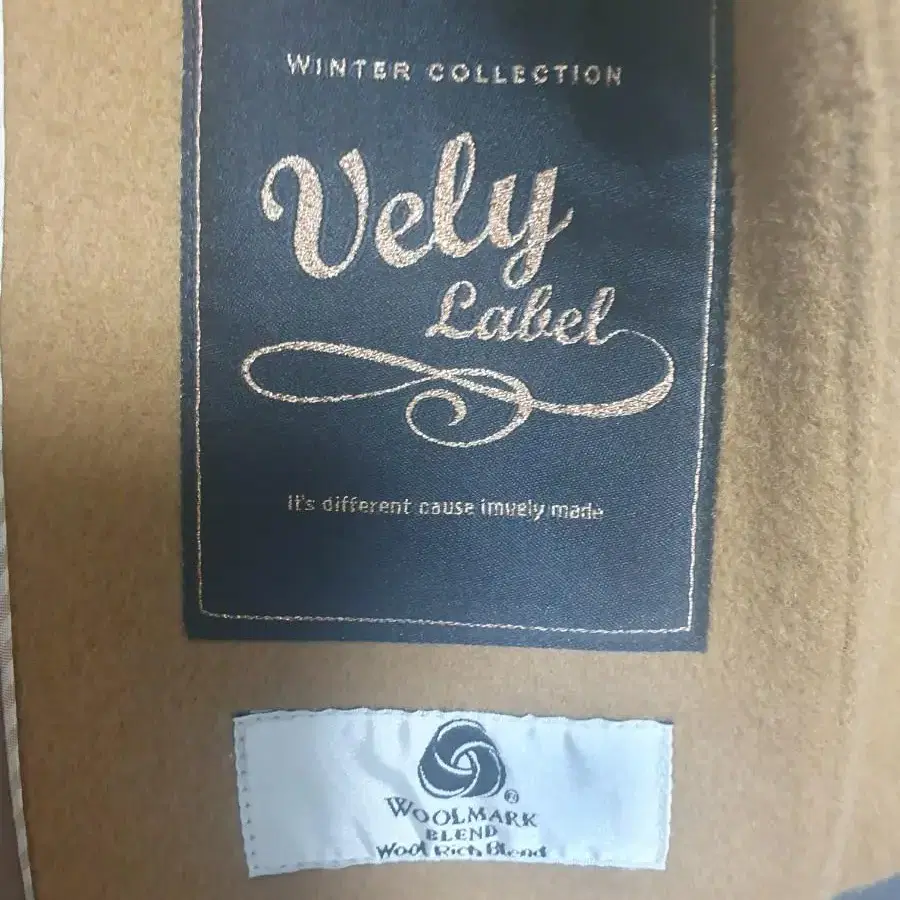 WINTER COLLECTION
Vely
Label
It's different cause imvely made
WOOLMARK
BLEND
Wool Rich Blend